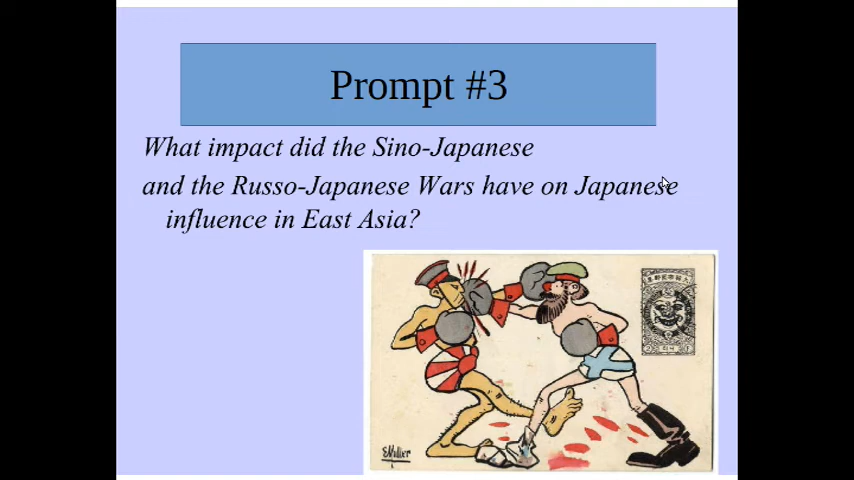 Prompt #3
What impact did the Sino-Japanese
and the Russo-Japanese Wars have on Japanese
influence in East Asia?